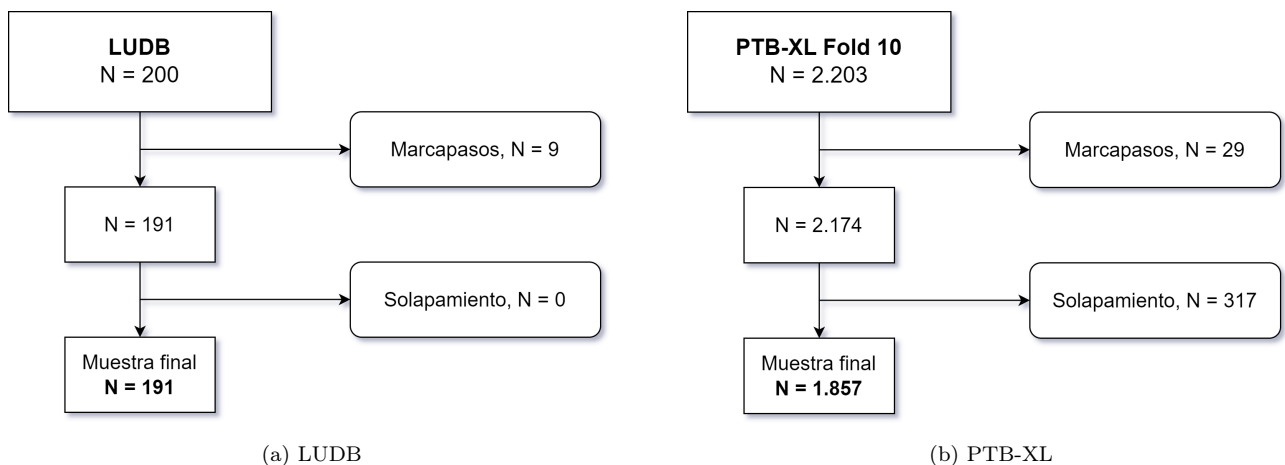 LUDB
N = 200
Marcapasos, N = 9
N = 191
Solapamiento, N = 0
Muestra final
N = 191
(a) LUDB
PTB-XL Fold 10
N = 2.203
Marcapasos, N = 29
N = 2.174
Solapamiento, N = 317
Muestra final
N = 1.857
(b) PTB-XL